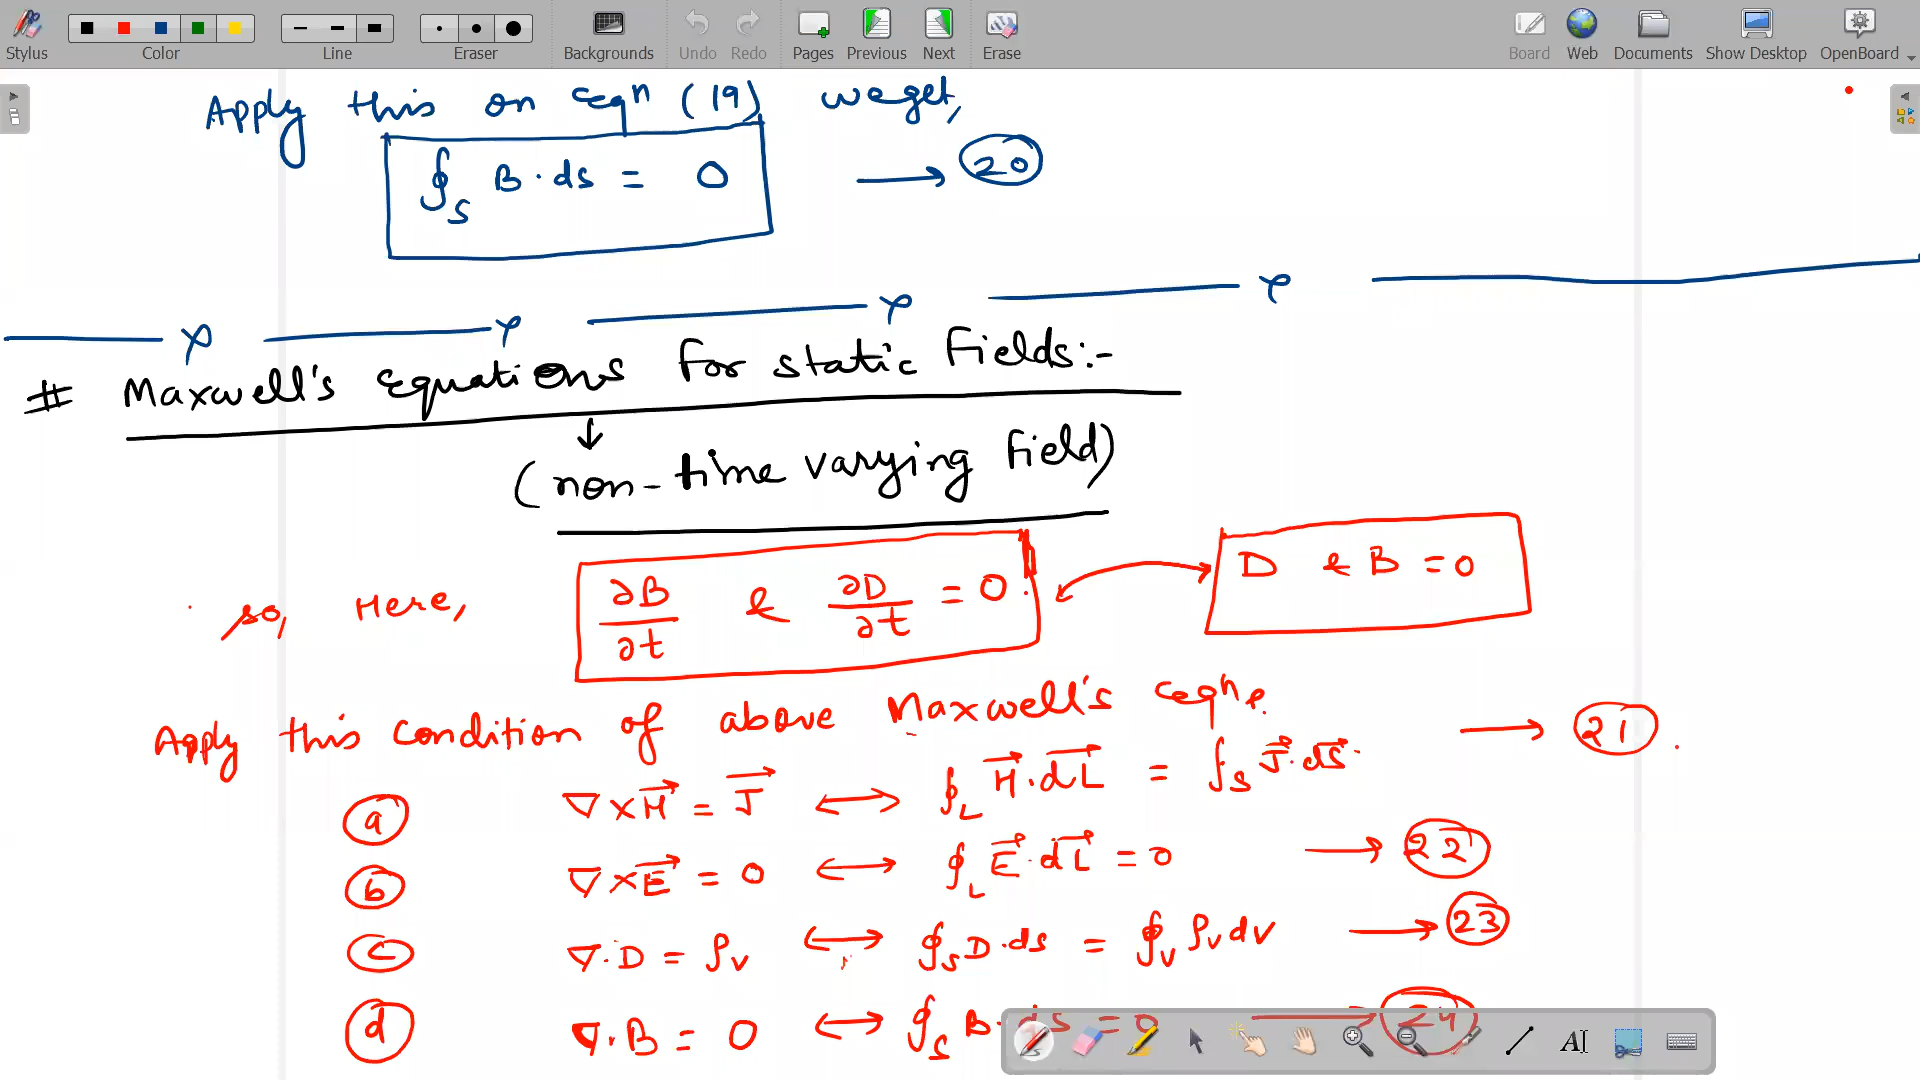 Stylus Color Line Eraser Backgrounds Undo Redo Pages Previous Next Erase Board Web Documents Show Desktop OpenBoard
Apply this on eqn (19) weget,
∮S B·ds = 0 → 20
# Maxwell's equations for static Fields:-
↓
(non-time varying Field)
so, Here, ∂B/∂t & ∂D/∂t = 0 D & B = 0
Apply this condition of above Maxwell's eqns.
a ∇×H⃗ = J⃗ ⟷ ∮L H⃗·dL⃗ = ∫S J⃗·dS⃗ → 21
b ∇×E⃗ = 0 ⟷ ∮L E⃗·dL⃗ = 0 → 22
c ∇·D = ρv ⟷ ∮S D·ds = ∮V ρv dv → 23
d ∇·B = 0 ⟷ ∮S B·ds = 0 → 24